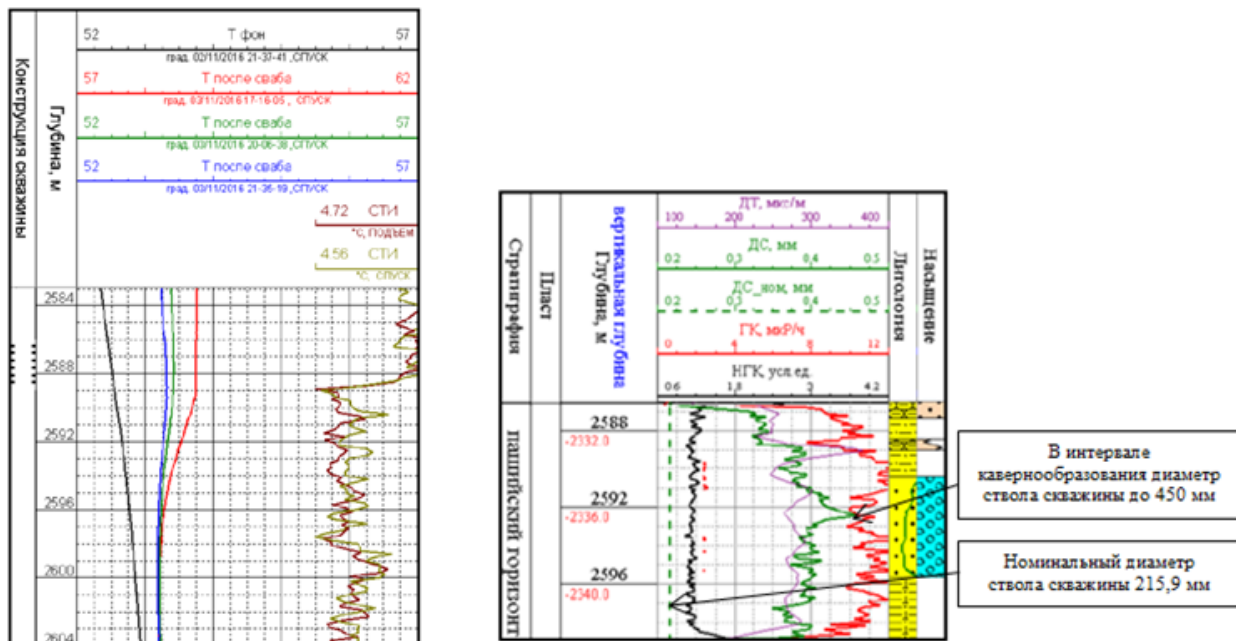 52 Т фон 57
град. 02/11/2016 21-37-41, СПУСК
57 Т после сваба 62
град. 03/11/2016 17-16-05, СПУСК
52 Т после сваба 57
град. 03/11/2016 20-06-38, СПУСК
52 Т после сваба 57
град. 03/11/2016 21-35-19, СПУСК
4.72 СТИ
°С, ПОДЪЕМ
4.56 СТИ
°С, СПУСК
Конструкция скважины
Глубина, м
2584
2588
2592
2596
2600
2604
Стратиграфия
Пласт
вертикальная глубина
Глубина, м
ДТ, мкс/м
100 200 300 400
ДС, мм
0.2 0.3 0.4 0.5
ДС_ном, мм
0.2 0.3 0.4 0.5
ГК, мкР/ч
0 4 8 12
НГК, усл.ед.
0.6 1.8 3 4.2
Литология
Насыщение
пашийский горизонт
2588
-2332.0
2592
-2336.0
2596
-2340.0
В интервале
кавернообразования диаметр
ствола скважины до 450 мм
Номинальный диаметр
ствола скважины 215,9 мм